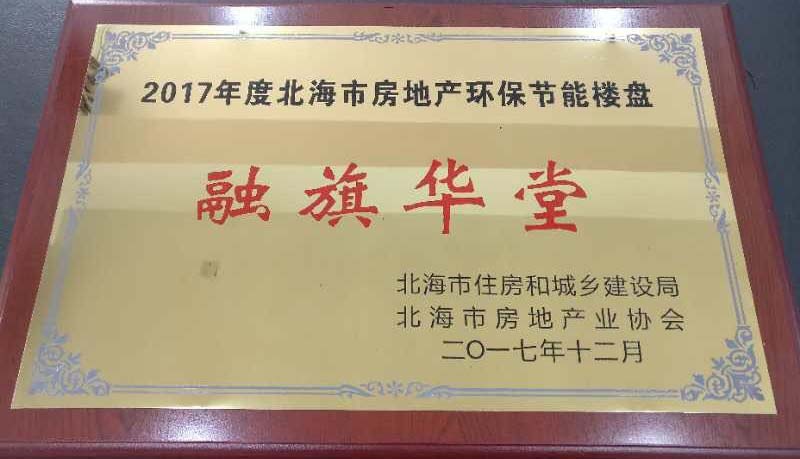 2017年度北海市房地产环保节能楼盘
融旗华堂
北海市住房和城乡建设局
北海市房地产业协会
二〇一七年十二月